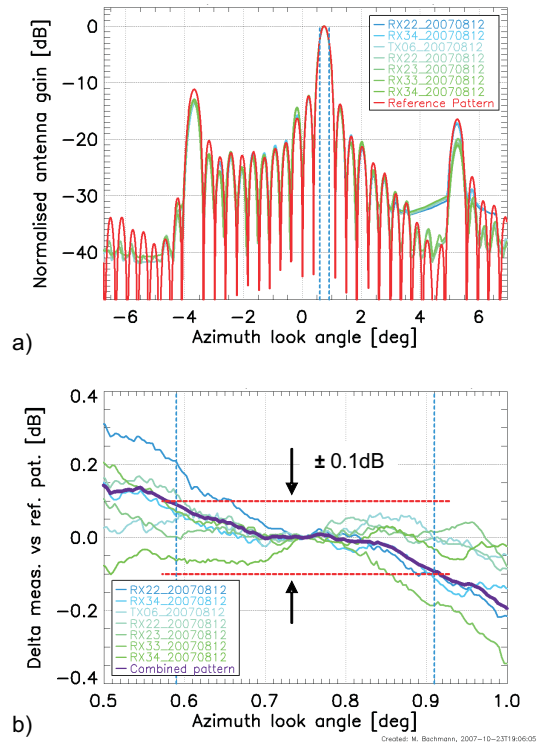 0
−10
−20
−30
−40
Normalised antenna gain [dB]
RX22_20070812
RX34_20070812
TX06_20070812
RX22_20070812
RX23_20070812
RX33_20070812
RX34_20070812
Reference Pattern
−6 −4 −2 0 2 4 6
Azimuth look angle [deg]
a)
0.4
0.2
0.0
−0.2
−0.4
Delta meas. vs ref. pat. [dB]
± 0.1dB
RX22_20070812
RX34_20070812
TX06_20070812
RX22_20070812
RX23_20070812
RX33_20070812
RX34_20070812
Combined pattern
0.5 0.6 0.7 0.8 0.9 1.0
Azimuth look angle [deg]
b)
Created: M. Bachmann, 2007−10−23T19:06:05